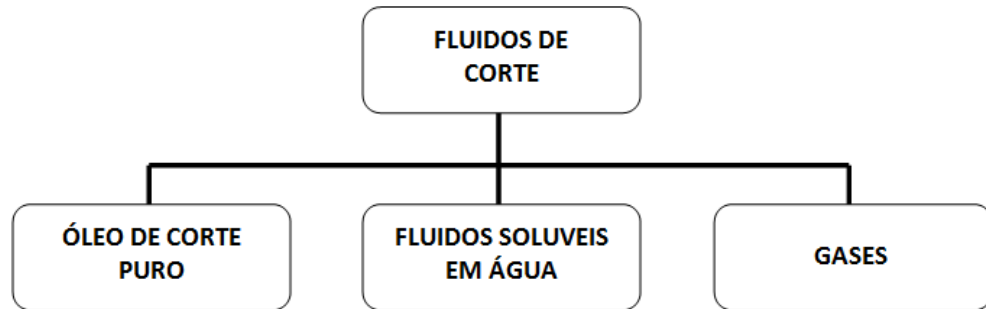 FLUIDOS DE
CORTE
ÓLEO DE CORTE
PURO
FLUIDOS SOLUVEIS
EM ÁGUA
GASES